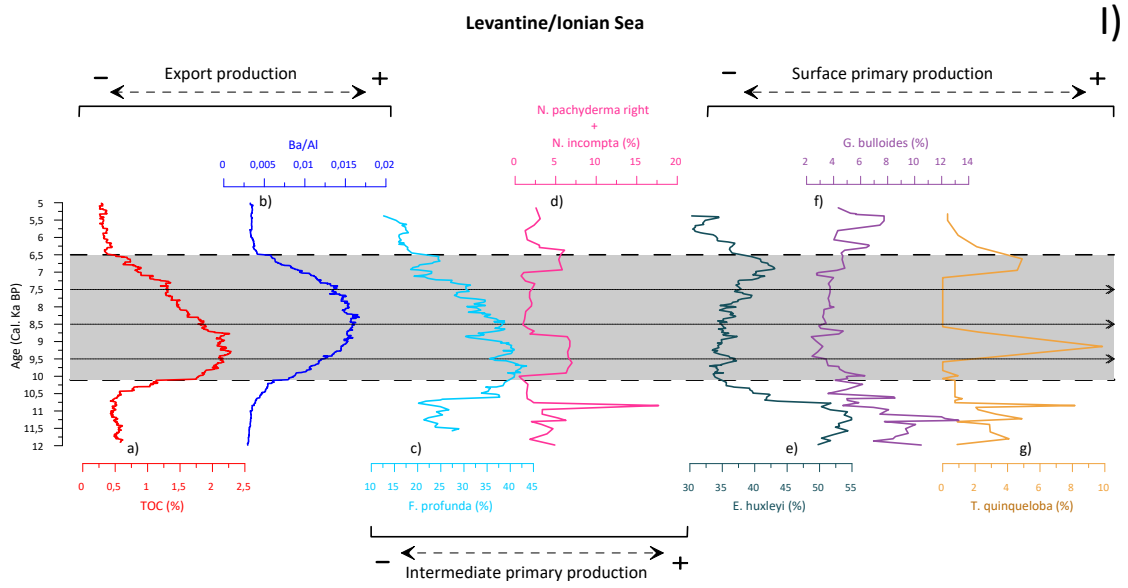 Levantine/Ionian Sea
I)
− Export production +
− Surface primary production +
N. pachyderma right
+
N. incompta (%)
Ba/Al
G. bulloides (%)
0 0,005 0,01 0,015 0,02
0 5 10 15 20
2 4 6 8 10 12 14
b)
d)
f)
Age (Cal. Ka BP)
5
5,5
6
6,5
7
7,5
8
8,5
9
9,5
10
10,5
11
11,5
12
a)
c)
e)
g)
0 0,5 1 1,5 2 2,5
TOC (%)
10 15 20 25 30 35 40 45
F. profunda (%)
30 35 40 45 50 55
E. huxleyi (%)
0 2 4 6 8 10
T. quinqueloba (%)
− Intermediate primary production +